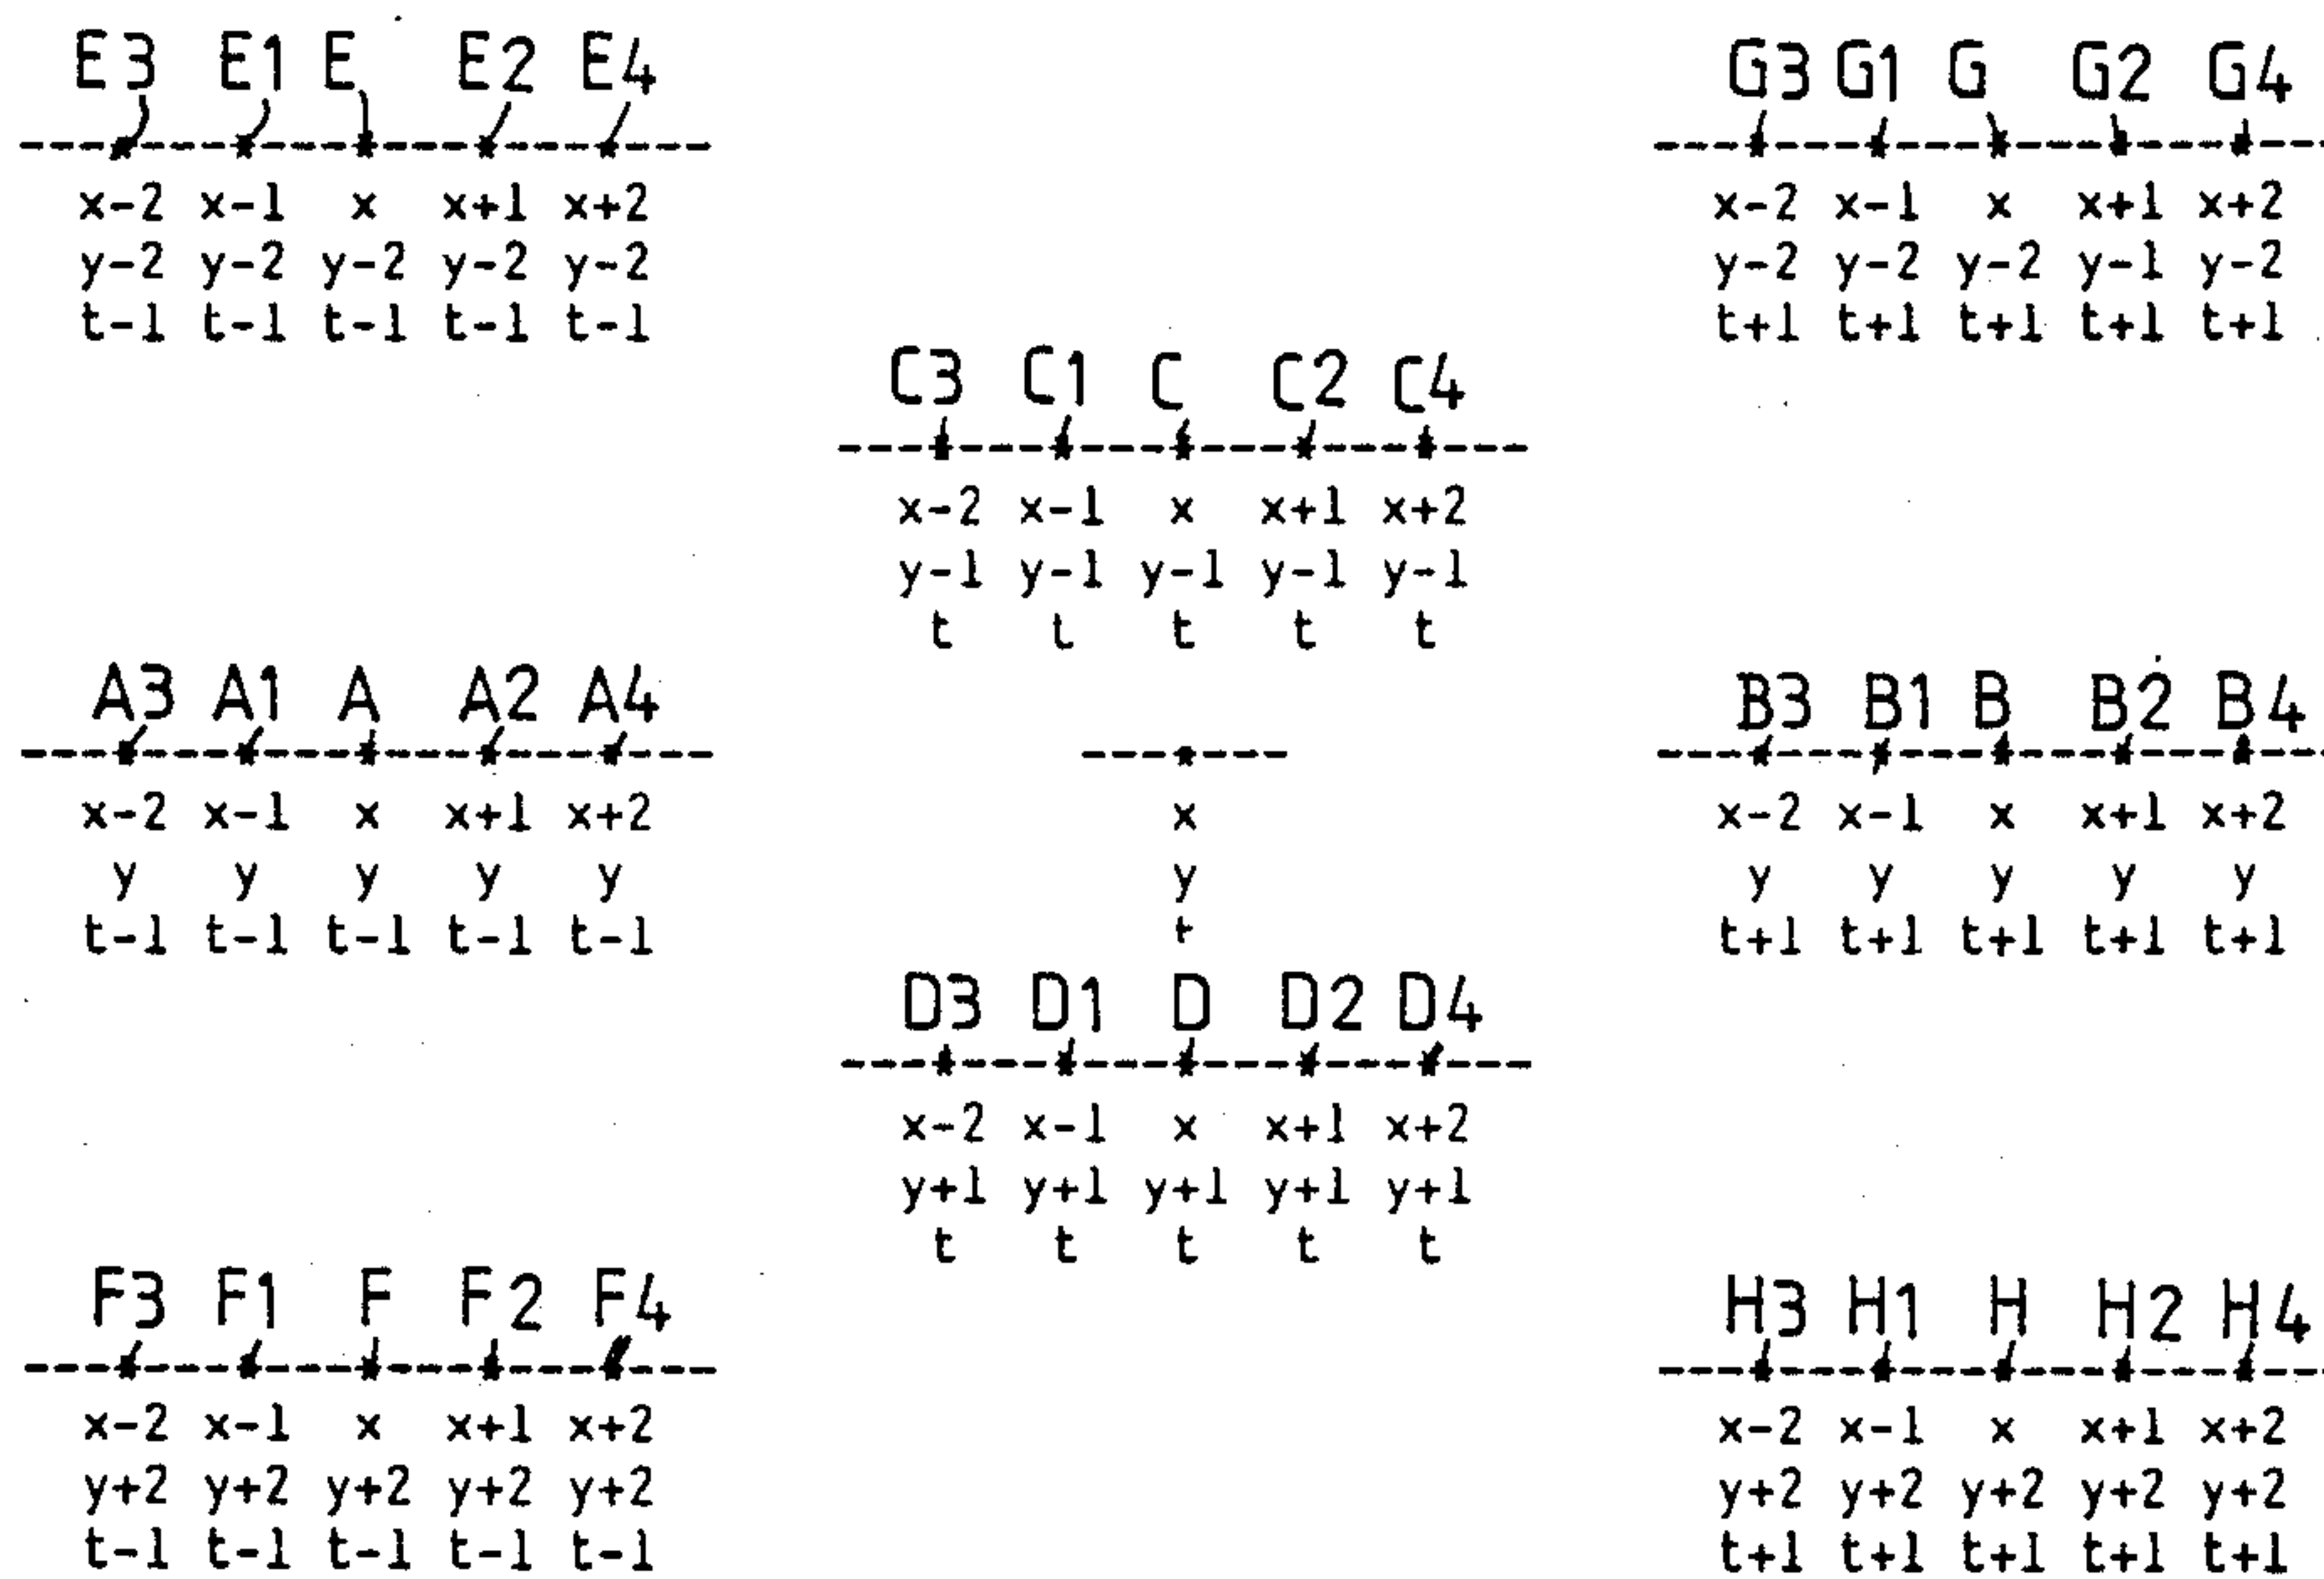 E3 E1 E E2 E4
x-2 x-1 x x+1 x+2
y-2 y-2 y-2 y-2 y-2
t-1 t-1 t-1 t-1 t-1
G3 G1 G G2 G4
x-2 x-1 x x+1 x+2
y-2 y-2 y-2 y-1 y-2
t+1 t+1 t+1 t+1 t+1
C3 C1 C C2 C4
x-2 x-1 x x+1 x+2
y-1 y-1 y-1 y-1 y-1
t t t t t
A3 A1 A A2 A4
x-2 x-1 x x+1 x+2
y y y y y
t-1 t-1 t-1 t-1 t-1
x
y
t
B3 B1 B B2 B4
x-2 x-1 x x+1 x+2
y y y y y
t+1 t+1 t+1 t+1 t+1
D3 D1 D D2 D4
x-2 x-1 x x+1 x+2
y+1 y+1 y+1 y+1 y+1
t t t t t
F3 F1 F F2 F4
x-2 x-1 x x+1 x+2
y+2 y+2 y+2 y+2 y+2
t-1 t-1 t-1 t-1 t-1
H3 H1 H H2 H4
x-2 x-1 x x+1 x+2
y+2 y+2 y+2 y+2 y+2
t+1 t+1 t+1 t+1 t+1